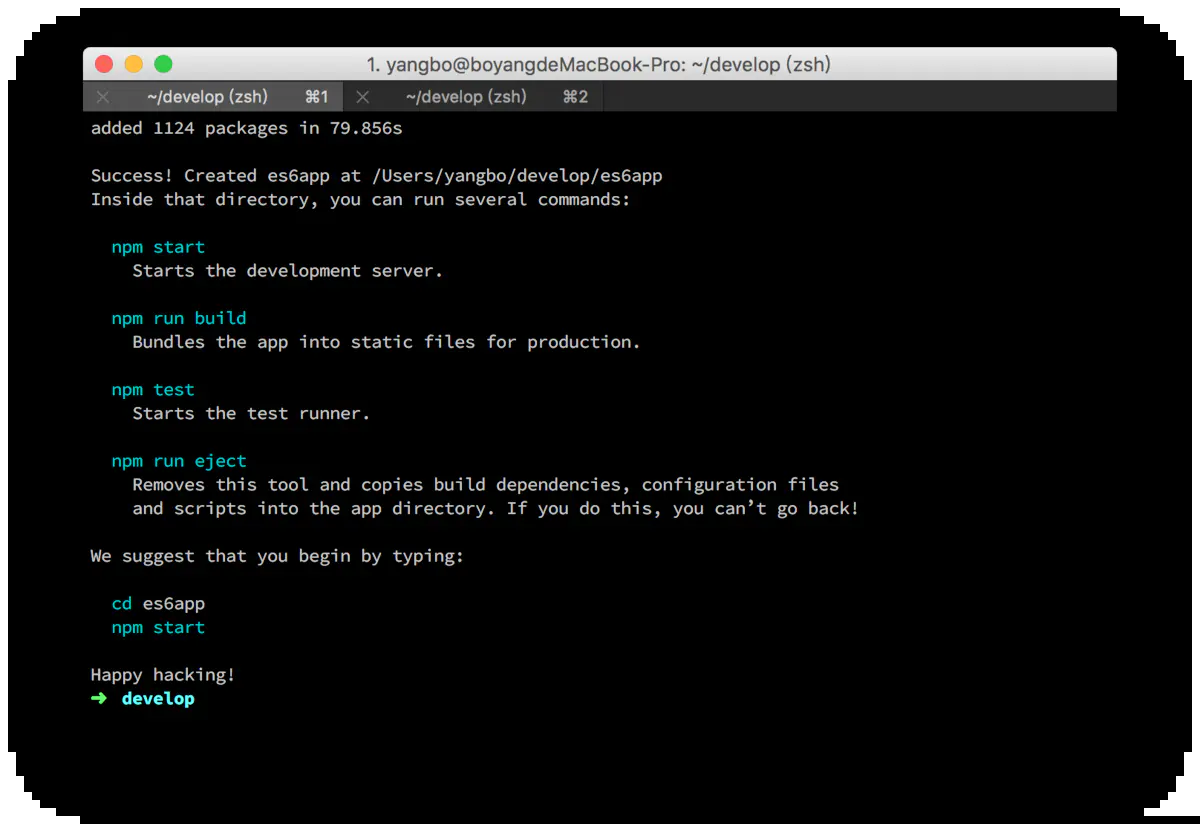 1. yangbo@boyangdeMacBook-Pro: ~/develop (zsh)
~/develop (zsh) ⌘1 ~/develop (zsh) ⌘2
added 1124 packages in 79.856s
Success! Created es6app at /Users/yangbo/develop/es6app
Inside that directory, you can run several commands:
npm start
Starts the development server.
npm run build
Bundles the app into static files for production.
npm test
Starts the test runner.
npm run eject
Removes this tool and copies build dependencies, configuration files
and scripts into the app directory. If you do this, you can’t go back!
We suggest that you begin by typing:
cd es6app
npm start
Happy hacking!
➜ develop